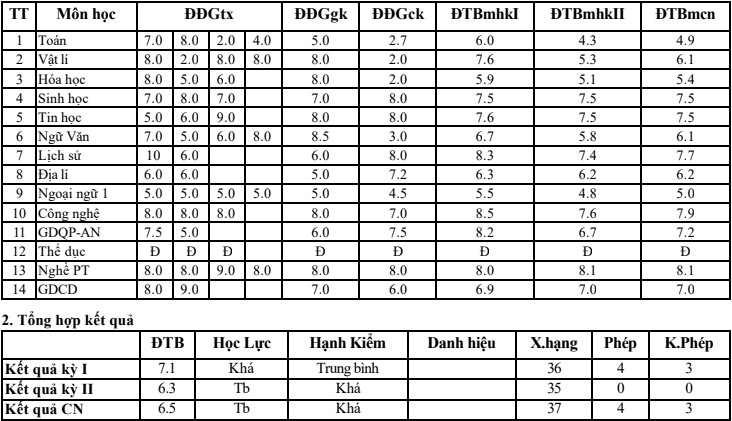 TT Môn học ĐĐGtx ĐĐGgk ĐĐGck ĐTBmhkI ĐTBmhkII ĐTBmcn
1 Toán 7.0 8.0 2.0 4.0 5.0 2.7 6.0 4.3 4.9
2 Vật lí 8.0 2.0 8.0 8.0 8.0 2.0 7.6 5.3 6.1
3 Hóa học 8.0 5.0 6.0 8.0 2.0 5.9 5.1 5.4
4 Sinh học 7.0 8.0 7.0 7.0 8.0 7.5 7.5 7.5
5 Tin học 5.0 6.0 9.0 8.0 8.0 7.6 7.5 7.5
6 Ngữ Văn 7.0 5.0 6.0 8.0 8.5 3.0 6.7 5.8 6.1
7 Lịch sử 10 6.0 6.0 8.0 8.3 7.4 7.7
8 Địa lí 6.0 6.0 5.0 7.2 6.3 6.2 6.2
9 Ngoại ngữ 1 5.0 5.0 5.0 5.0 5.0 4.5 5.5 4.8 5.0
10 Công nghệ 8.0 8.0 8.0 8.0 7.0 8.5 7.6 7.9
11 GDQP-AN 7.5 5.0 6.0 7.5 8.2 6.7 7.2
12 Thể dục Đ Đ Đ Đ Đ Đ Đ Đ
13 Nghề PT 8.0 8.0 9.0 8.0 8.0 8.0 8.0 8.1 8.1
14 GDCD 8.0 9.0 7.0 6.0 6.9 7.0 7.0
2. Tổng hợp kết quả
ĐTB Học Lực Hạnh Kiểm Danh hiệu X.hạng Phép K.Phép
Kết quả kỳ I 7.1 Khá Trung bình 36 4 3
Kết quả kỳ II 6.3 Tb Khá 35 0 0
Kết quả CN 6.5 Tb Khá 37 4 3